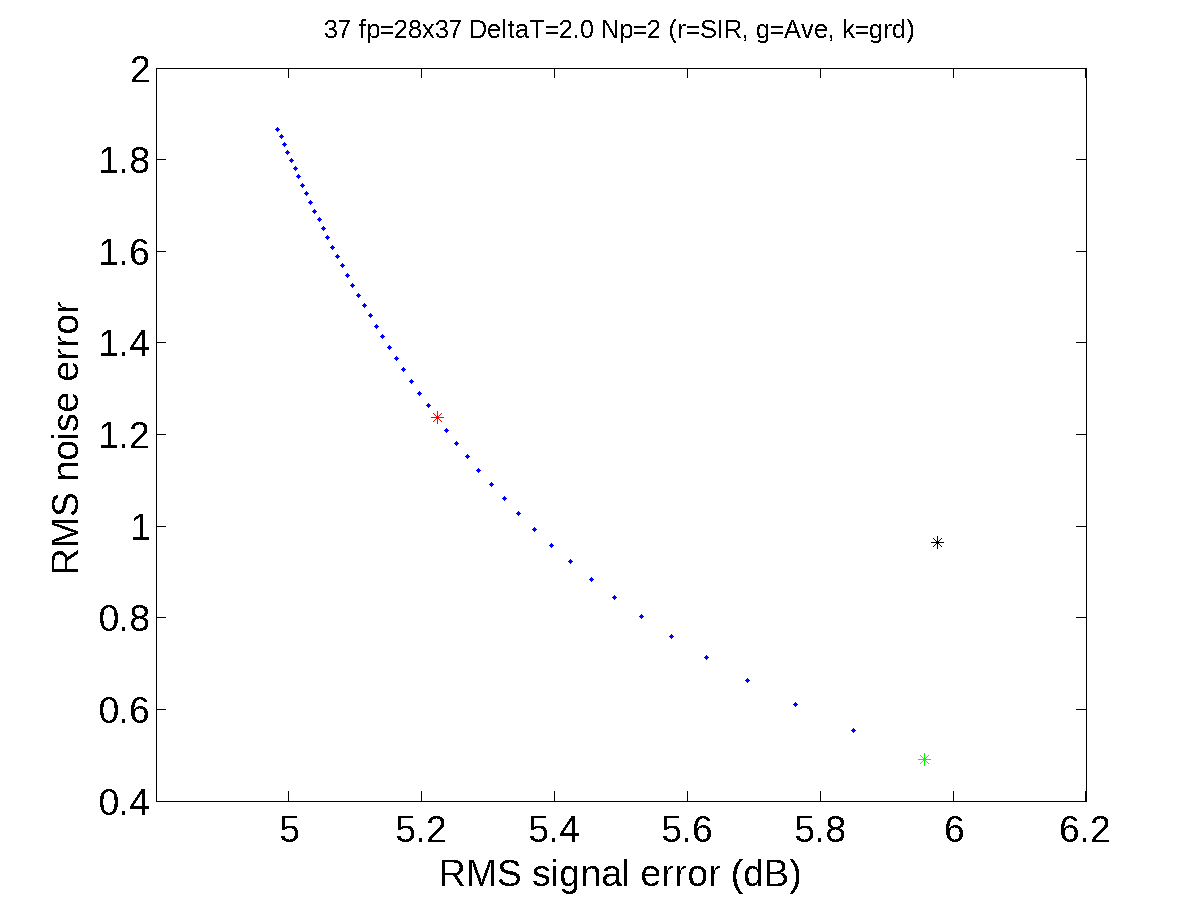 37 fp=28x37 DeltaT=2.0 Np=2 (r=SIR, g=Ave, k=grd)
2
1.8
1.6
1.4
1.2
1
0.8
0.6
0.4
RMS noise error
5 5.2 5.4 5.6 5.8 6 6.2
RMS signal error (dB)